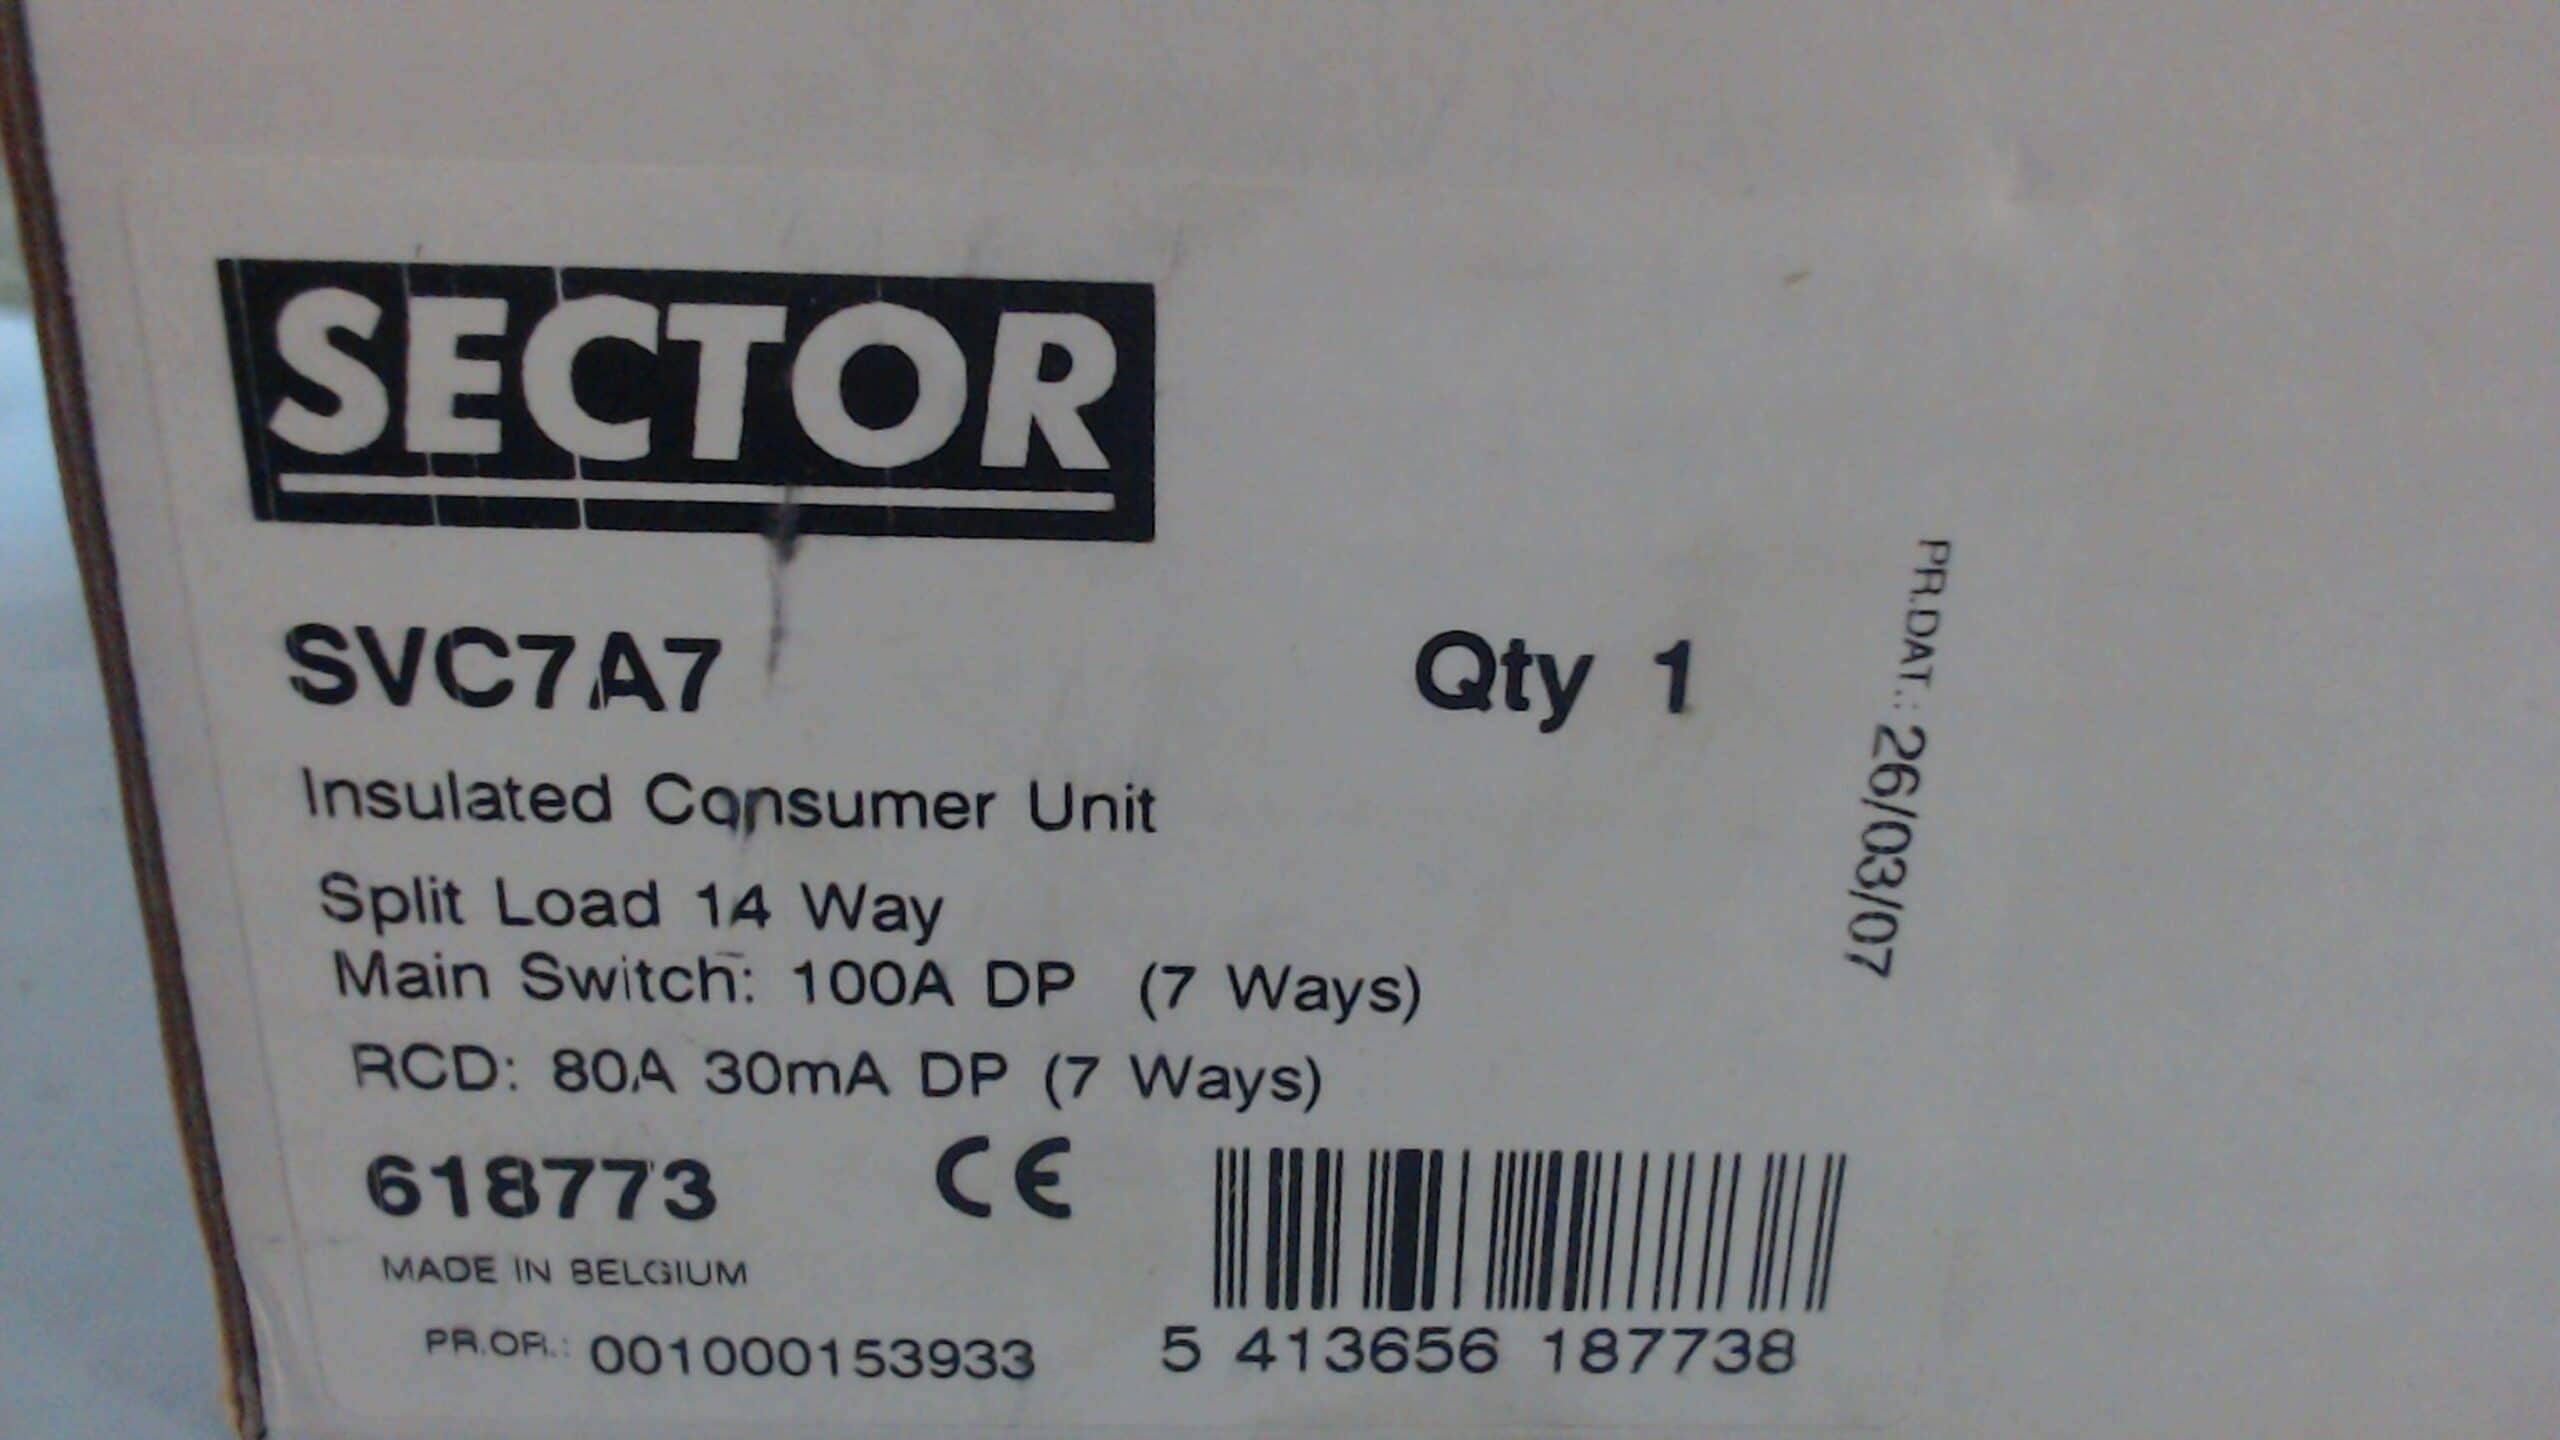 SECTOR
SVC7A7
Qty 1
Insulated Consumer Unit
Split Load 14 Way
Main Switch: 100A DP (7 Ways)
RCD: 80A 30mA DP (7 Ways)
618773
CE
MADE IN BELGIUM
PR.OR.: 001000153933
5 413656 187738
PR.DAT.: 26/03/07